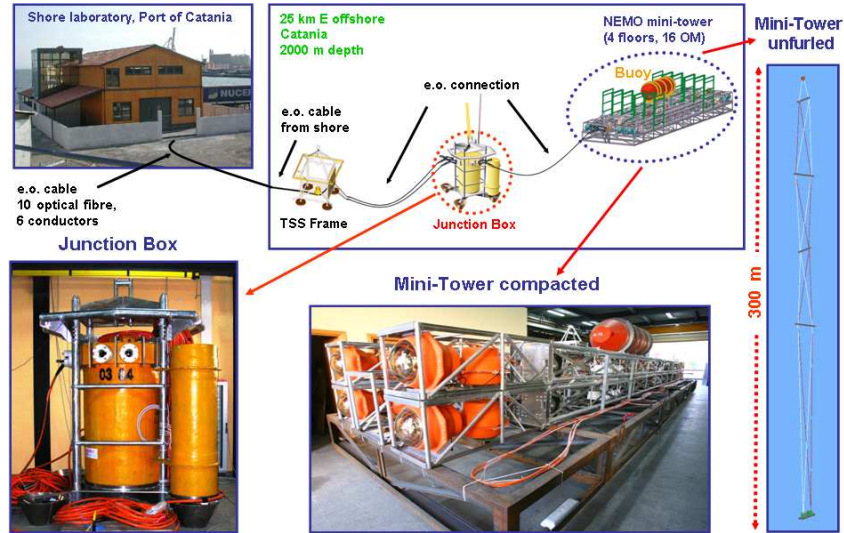 Shore laboratory, Port of Catania
25 km E offshore
Catania
2000 m depth
NEMO mini-tower
(4 floors, 16 OM)
Mini-Tower
unfurled
Buoy
e.o. connection
e.o. cable
from shore
NUCE
e.o. cable
10 optical fibre,
6 conductors
TSS Frame
Junction Box
Junction Box
Mini-Tower compacted
300 m
03 04